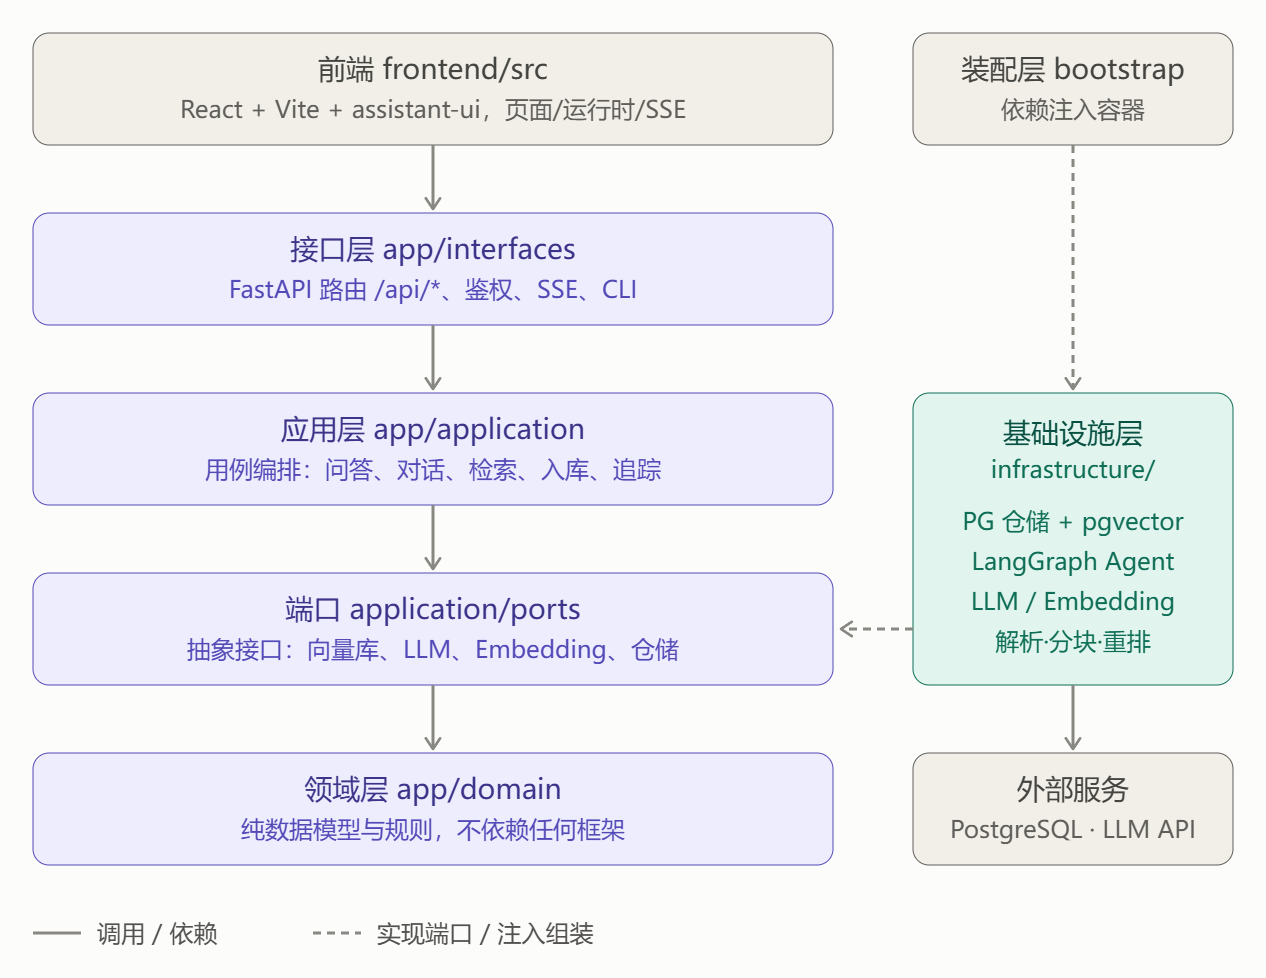 前端 frontend/src
React + Vite + assistant-ui，页面/运行时/SSE
装配层 bootstrap
依赖注入容器
接口层 app/interfaces
FastAPI 路由 /api/*、鉴权、SSE、CLI
应用层 app/application
用例编排：问答、对话、检索、入库、追踪
基础设施层
infrastructure/
PG 仓储 + pgvector
LangGraph Agent
LLM / Embedding
解析·分块·重排
端口 application/ports
抽象接口：向量库、LLM、Embedding、仓储
领域层 app/domain
纯数据模型与规则，不依赖任何框架
外部服务
PostgreSQL · LLM API
调用 / 依赖
实现端口 / 注入组装